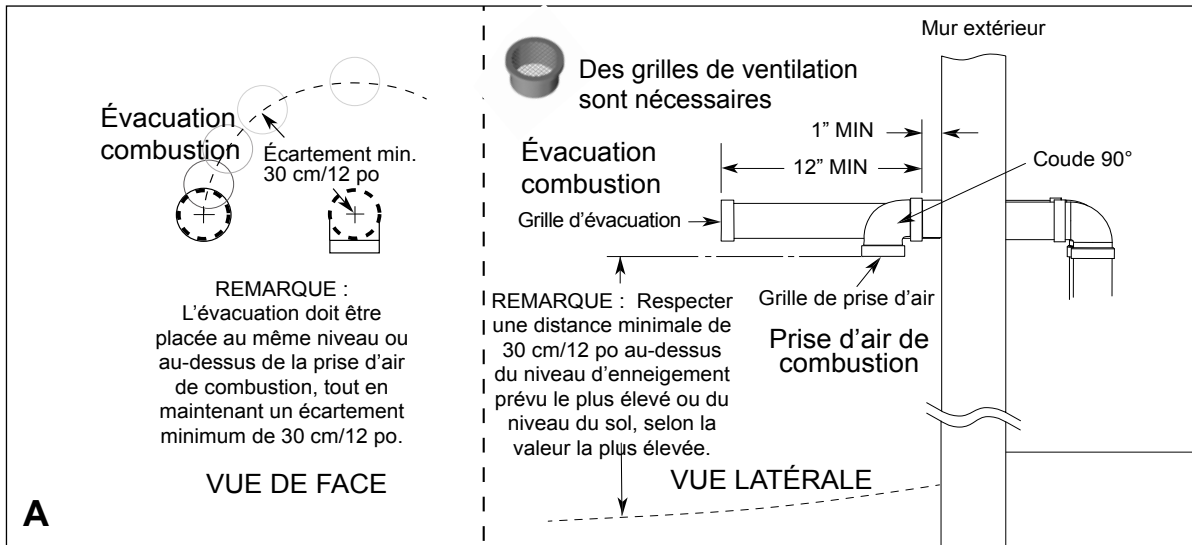 Évacuation
combustion
Écartement min.
30 cm/12 po
REMARQUE :
L'évacuation doit être
placée au même niveau ou
au-dessus de la prise d'air
de combustion, tout en
maintenant un écartement
minimum de 30 cm/12 po.
VUE DE FACE
A
Des grilles de ventilation
sont nécessaires
Mur extérieur
1" MIN
12" MIN
Coude 90°
Évacuation
combustion
Grille d'évacuation
Grille de prise d'air
Prise d'air de
combustion
REMARQUE : Respecter
une distance minimale de
30 cm/12 po au-dessus
du niveau d'enneigement
prévu le plus élevé ou du
niveau du sol, selon la
valeur la plus élevée.
VUE LATÉRALE